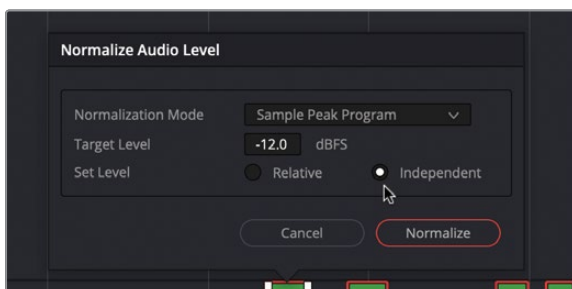 Normalize Audio Level
Normalization Mode Sample Peak Program
Target Level -12.0 dBFS
Set Level Relative Independent
Cancel Normalize